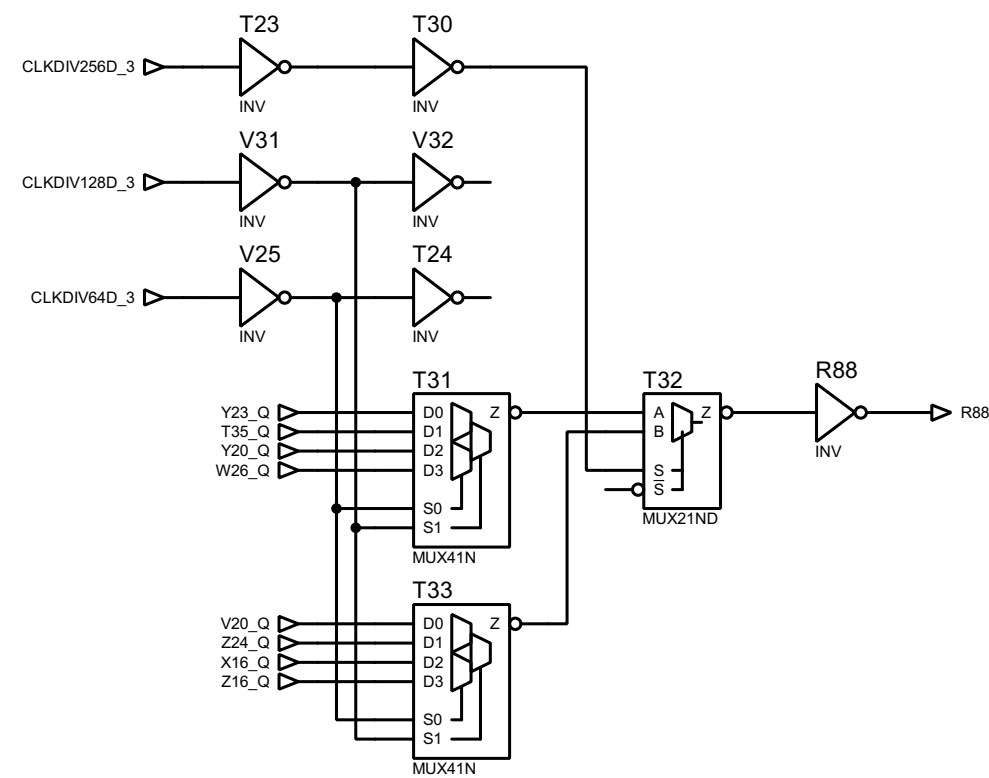 T23 T30
CLKDIV256D_3
INV INV
V31 V32
CLKDIV128D_3
INV INV
V25 T24
CLKDIV64D_3
INV INV
T31 T32 R88
Y23_Q D0 Z A Z R88
T35_Q D1 B
Y20_Q D2 INV
W26_Q D3 S
S
S0 MUX21ND
S1
MUX41N
T33
V20_Q D0 Z
Z24_Q D1
X16_Q D2
Z16_Q D3
S0
S1
MUX41N